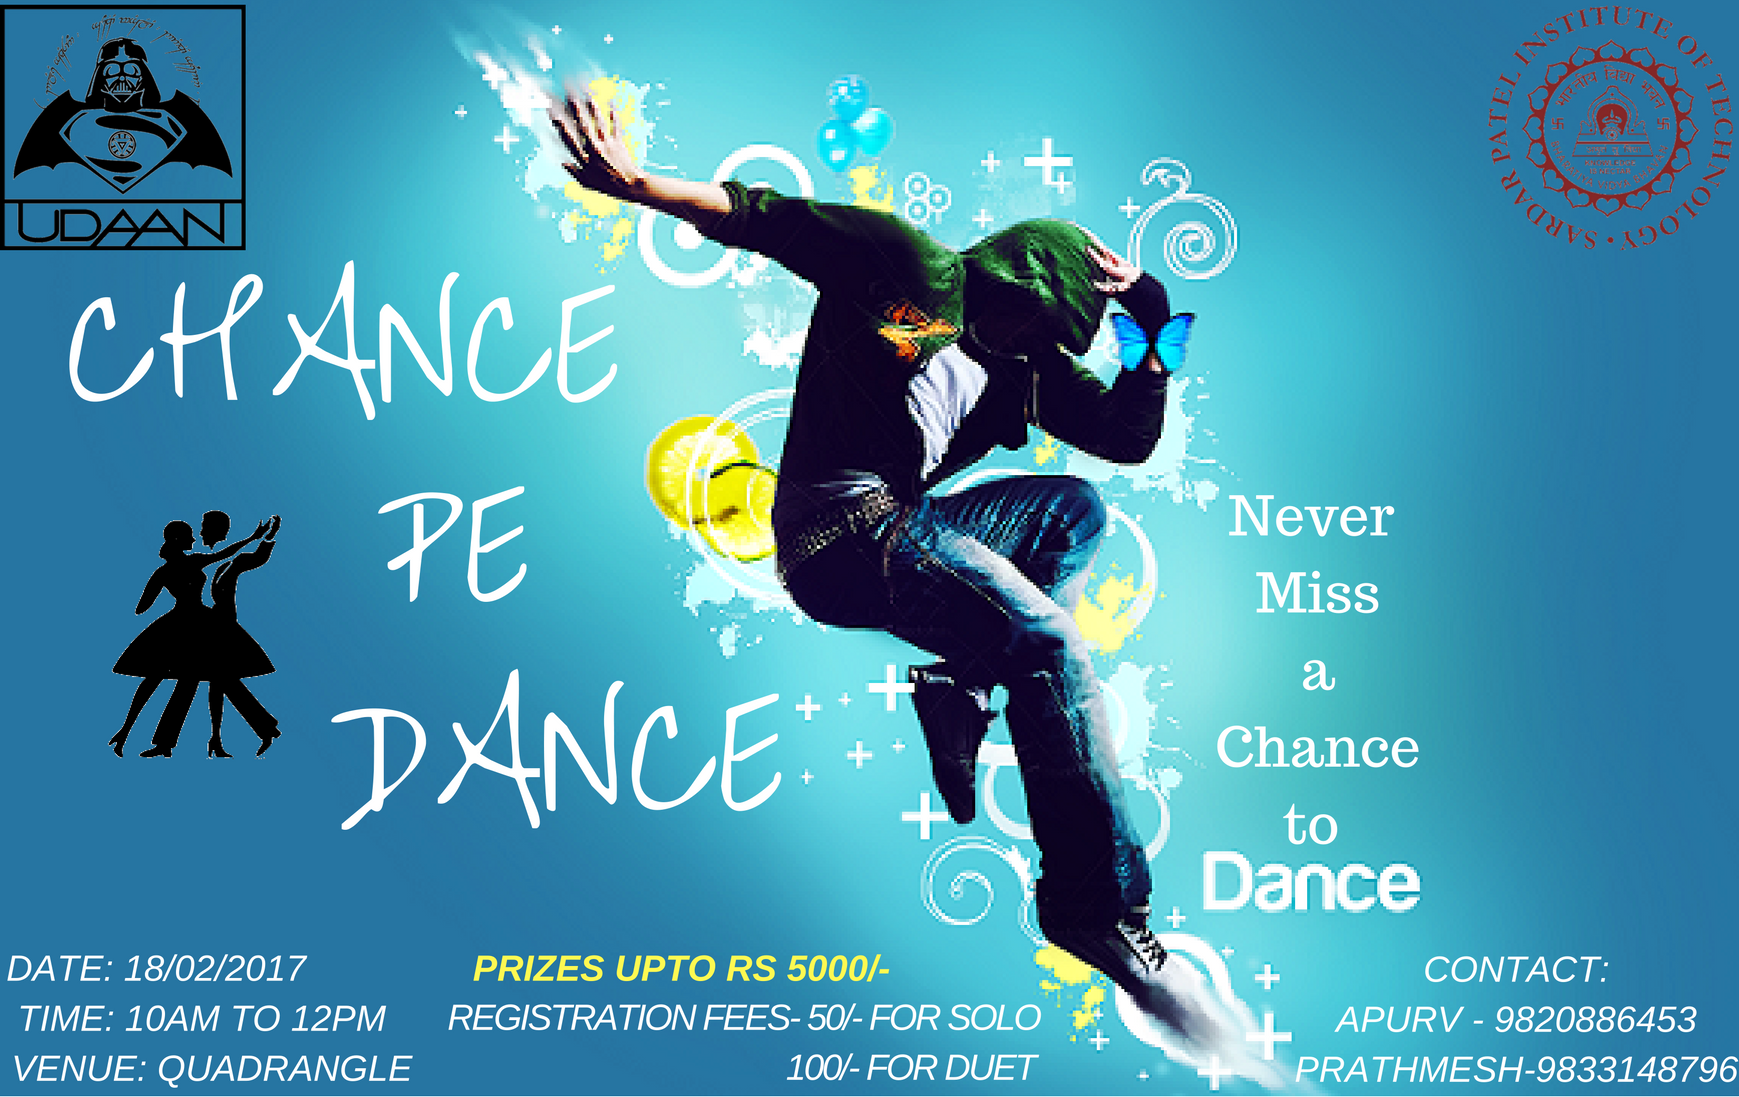 UDAAN
SARDAR PATEL INSTITUTE OF TECHNOLOGY
भारतीय विद्या भवन
CHANCE
PE
DANCE
Never
Miss
a
Chance
to
Dance
DATE: 18/02/2017
TIME: 10AM TO 12PM
VENUE: QUADRANGLE
PRIZES UPTO RS 5000/-
REGISTRATION FEES- 50/- FOR SOLO
100/- FOR DUET
CONTACT:
APURV - 9820886453
PRATHMESH-9833148796